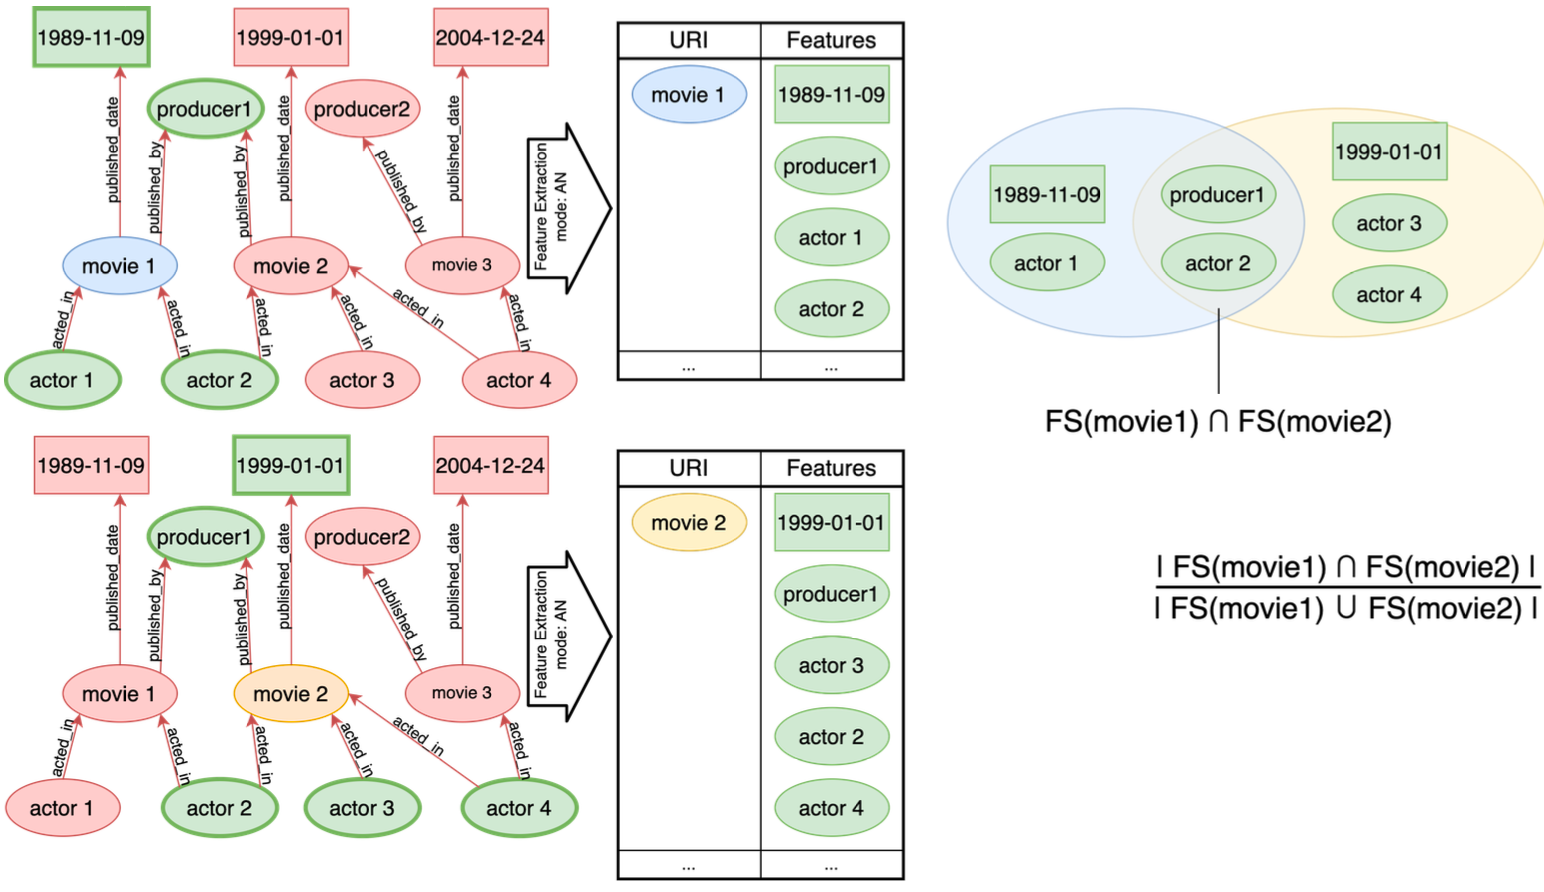 1989-11-09
1999-01-01
2004-12-24
producer1
producer2
published_date
published_by
published_by
published_date
published_by
published_date
movie 1
movie 2
movie 3
acted_in
acted_in
acted_in
acted_in
acted_in
acted_in
actor 1
actor 2
actor 3
actor 4
Feature Extraction
mode: AN
URI
Features
movie 1
1989-11-09
producer1
actor 1
actor 2
...
...
1989-11-09
actor 1
producer1
actor 2
1999-01-01
actor 3
actor 4
FS(movie1) ∩ FS(movie2)
1989-11-09
1999-01-01
2004-12-24
producer1
producer2
published_date
published_by
published_by
published_date
published_by
published_date
movie 1
movie 2
movie 3
acted_in
acted_in
acted_in
acted_in
acted_in
acted_in
actor 1
actor 2
actor 3
actor 4
Feature Extraction
mode: AN
URI
Features
movie 2
1999-01-01
producer1
actor 3
actor 2
actor 4
...
...
| FS(movie1) ∩ FS(movie2) |
| FS(movie1) ∪ FS(movie2) |